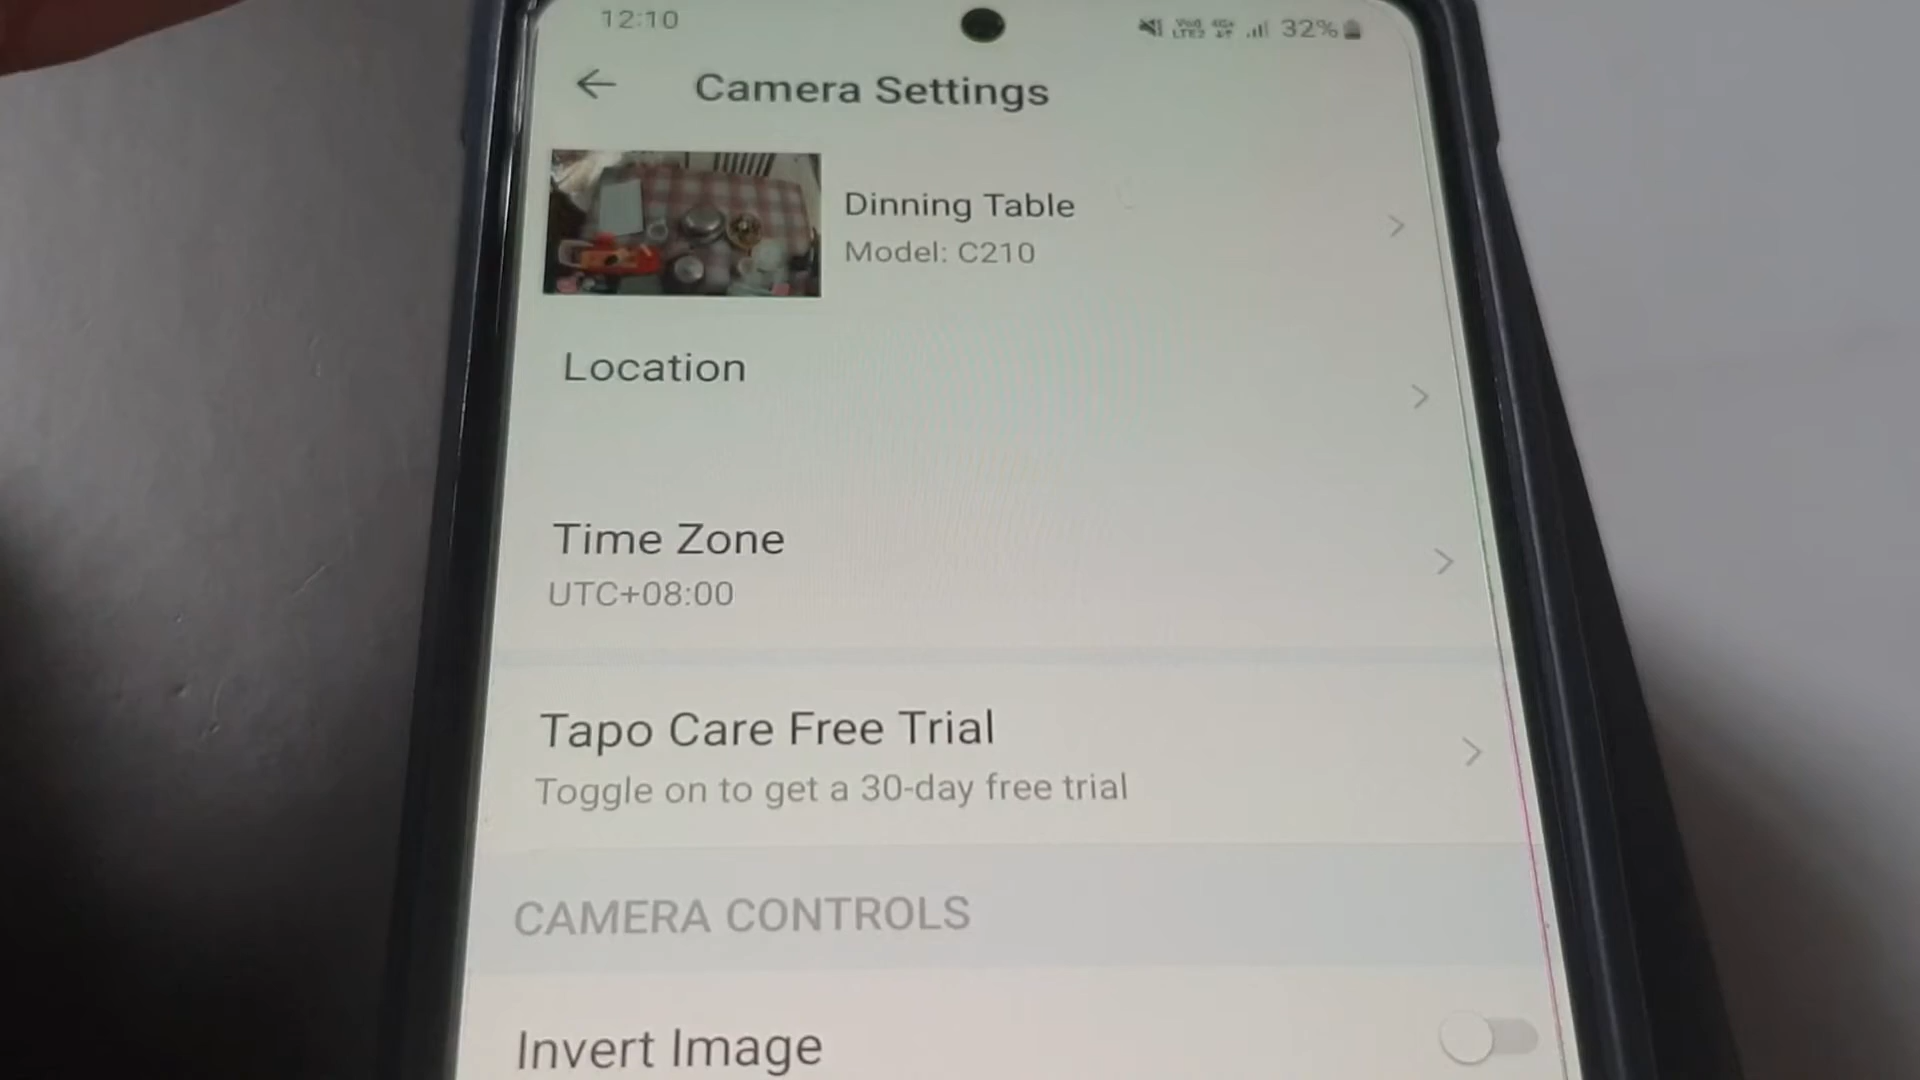 12:10
32%
Camera Settings
Dinning Table
Model: C210
Location
Time Zone
UTC+08:00
Tapo Care Free Trial
Toggle on to get a 30-day free trial
CAMERA CONTROLS
Invert Image